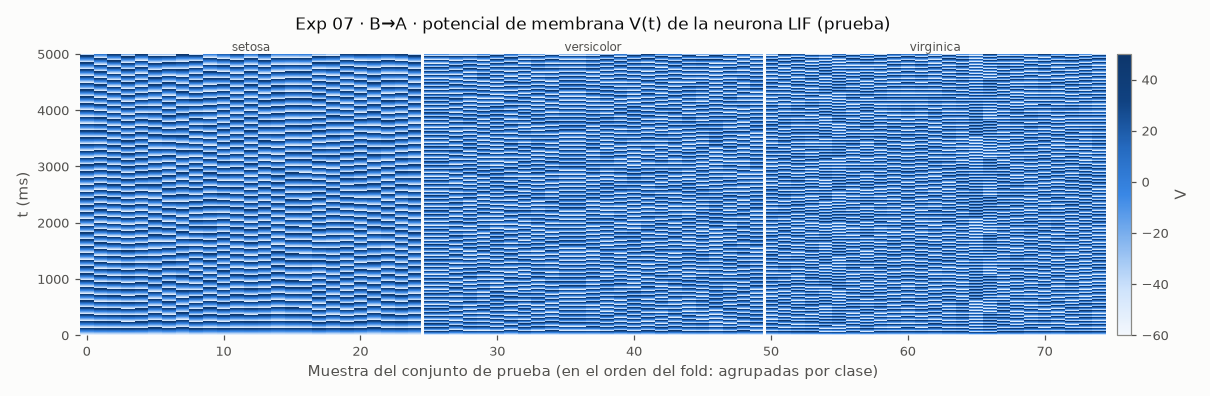 Exp 07 · B→A · potencial de membrana V(t) de la neurona LIF (prueba)
setosa versicolor virginica
5000
4000
3000
2000
1000
0
t (ms)
0 10 20 30 40 50 60 70
Muestra del conjunto de prueba (en el orden del fold: agrupadas por clase)
40
20
0
−20
−40
−60
V